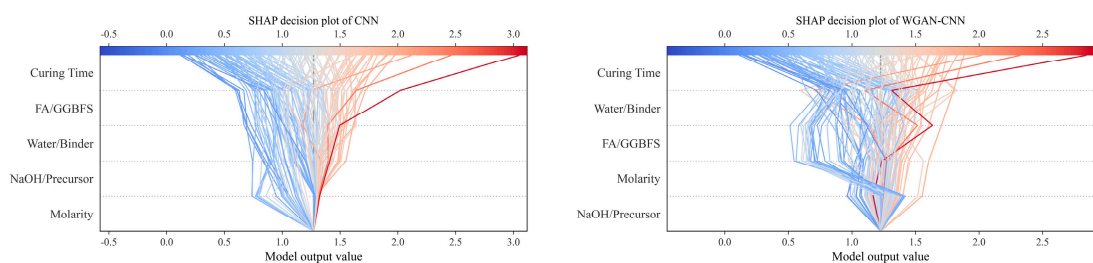 SHAP decision plot of CNN
-0.5 0.0 0.5 1.0 1.5 2.0 2.5 3.0
Curing Time
FA/GGBFS
Water/Binder
NaOH/Precursor
Molarity
-0.5 0.0 0.5 1.0 1.5 2.0 2.5 3.0
Model output value
SHAP decision plot of WGAN-CNN
0.0 0.5 1.0 1.5 2.0 2.5
Curing Time
Water/Binder
FA/GGBFS
Molarity
NaOH/Precursor
0.0 0.5 1.0 1.5 2.0 2.5
Model output value